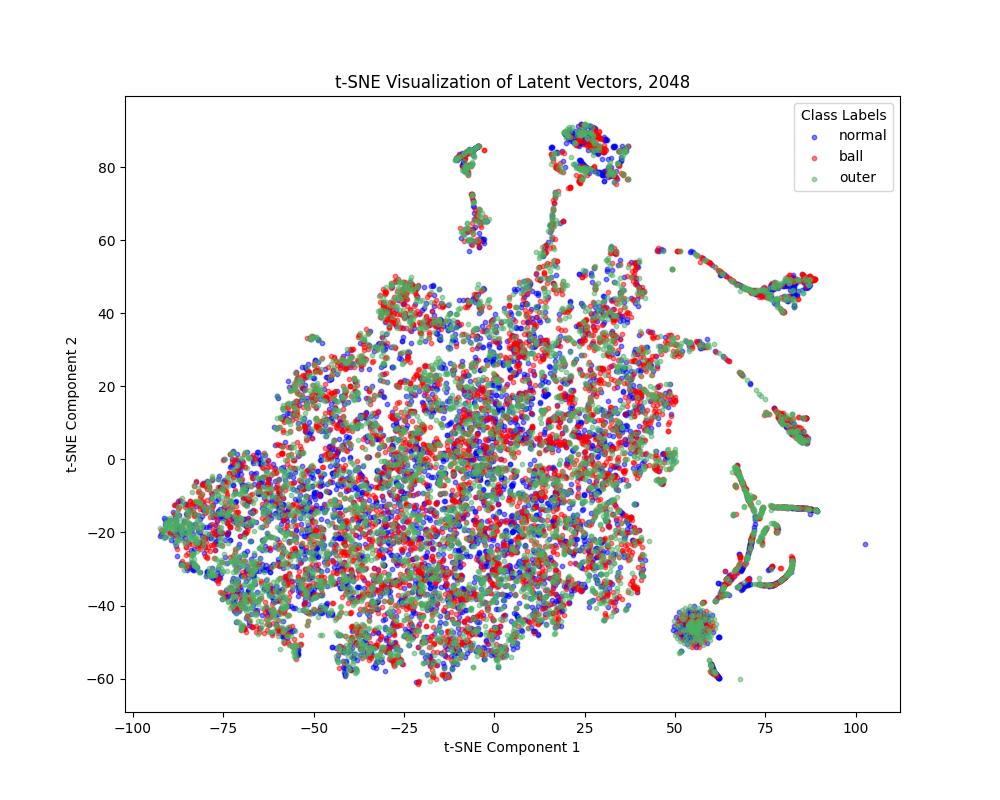 t-SNE Visualization of Latent Vectors, 2048
Class Labels
normal
ball
outer
t-SNE Component 2
80
60
40
20
0
−20
−40
−60
−100
−75
−50
−25
0
25
50
75
100
t-SNE Component 1